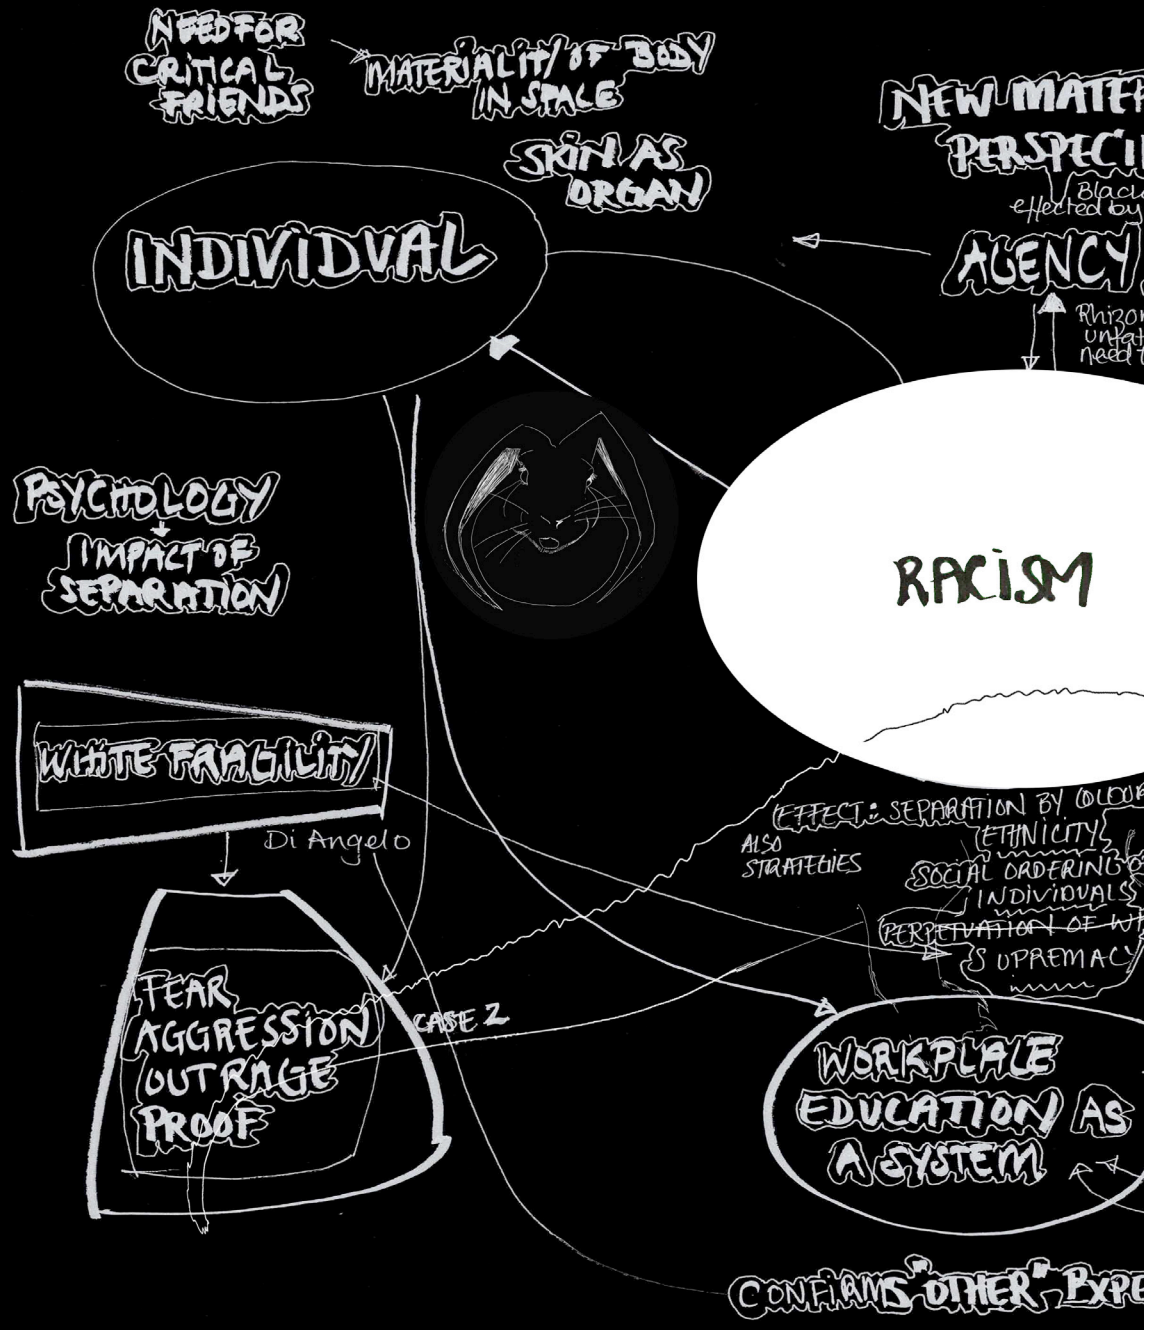 NEED FOR
CRITICAL
FRIENDS
MATERIALITY OF BODY
IN SPACE
SKIN AS
ORGAN
NEW MATER
PERSPECTI
Black
effected by
AGENCY
Rhizom
need t
INDIVIDUAL
RACISM
PSYCHOLOGY
IMPACT OF
SEPARATION
WHITE FRAGILITY
Di Angelo
EFFECT: SEPARATION BY COLOUR
ETHNICITY
ALSO
STRATEGIES
SOCIAL ORDERING OF
INDIVIDUALS
PERPETUATION OF WH
SUPREMACY
FEAR
AGGRESSION
OUTRAGE
PROOF
CASE 2
WORKPLACE
EDUCATION AS
A SYSTEM
CONFIRMS "OTHER" EXPE